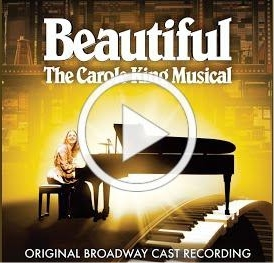 Beautiful
The Carole King Musical
ORIGINAL BROADWAY CAST RECORDING